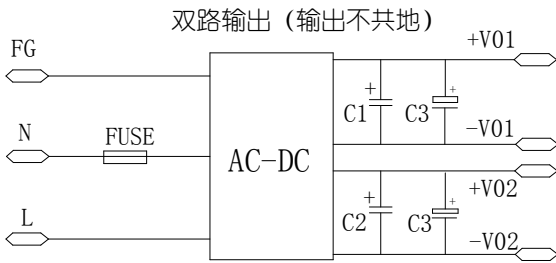 双路输出 (输出不共地)
FG
N
FUSE
L
AC-DC
+V01
+
C1
+
C3
-V01
+V02
+
C2
+
C3
-V02